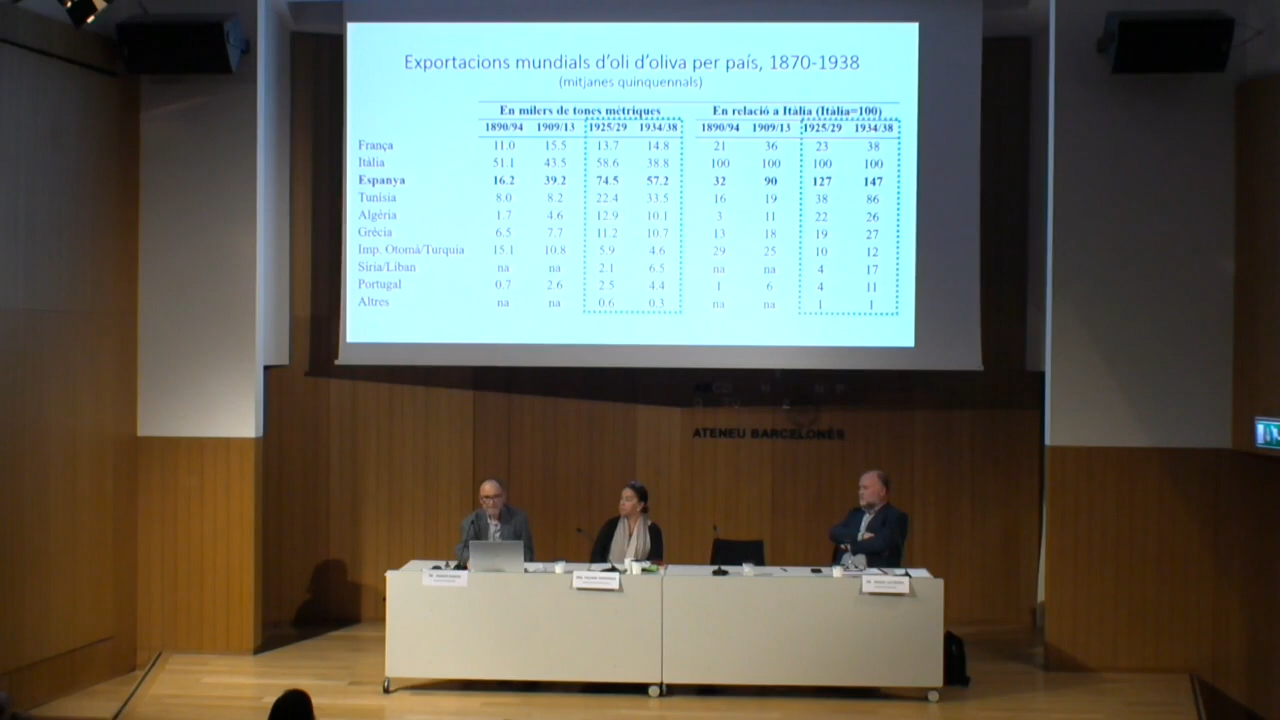 Exportacions mundials d'oli d'oliva per país, 1870-1938
(mitjanes quinquennals)
En milers de tones mètriques En relació a Itàlia (Itàlia=100)
1890/94 1909/13 1925/29 1934/38 1890/94 1909/13 1925/29 1934/38
França 11.0 15.5 13.7 14.8 21 36 23 38
Itàlia 51.1 43.5 58.6 38.8 100 100 100 100
Espanya 16.2 39.2 74.5 57.2 32 90 127 147
Tunísia 8.0 8.2 22.4 33.5 16 19 38 86
Algèria 1.7 4.6 12.9 10.1 3 11 22 26
Grècia 6.5 7.7 11.2 10.7 13 18 19 27
Imp. Otomà/Turquia 15.1 10.8 5.9 4.6 29 25 10 12
Síria/Líban na na 2.1 6.5 na na 4 17
Portugal 0.7 2.6 2.5 4.4 1 6 4 11
Altres na na 0.6 0.3 na na 1 1
ATENEU BARCELONÈS